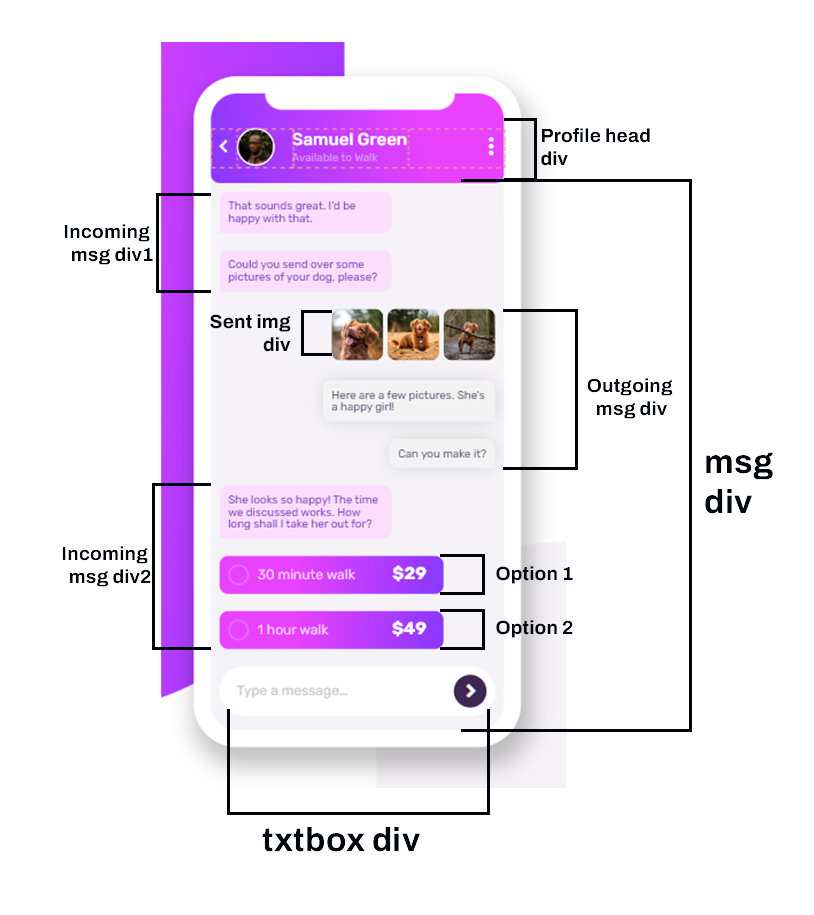 Samuel Green
Available to Walk
Profile head
div
That sounds great. I'd be
happy with that.
Incoming
msg div1
Could you send over some
pictures of your dog, please?
Sent img
div
Here are a few pictures. She's
a happy girl!
Outgoing
msg div
Can you make it?
msg
div
She looks so happy! The time
we discussed works. How
long shall I take her out for?
Incoming
msg div2
30 minute walk $29
Option 1
1 hour walk $49
Option 2
Type a message...
txtbox div